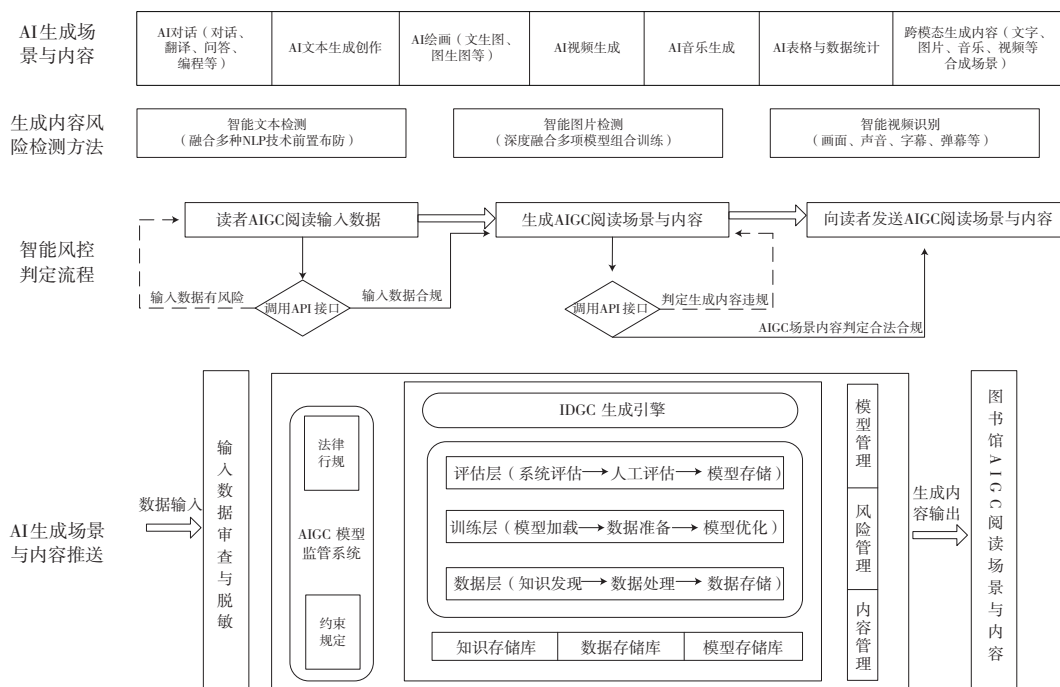 AI生成场
景与内容
AI对话（对话、
翻译、问答、
编程等）
AI文本生成创作
AI绘画（文生图、
图生图等）
AI视频生成
AI音乐生成
AI表格与数据统计
跨模态生成内容（文字、
图片、音乐、视频等
合成场景）
生成内容风
险检测方法
智能文本检测
（融合多种NLP技术前置布防）
智能图片检测
（深度融合多项模型组合训练）
智能视频识别
（画面、声音、字幕、弹幕等）
智能风控
判定流程
读者AIGC阅读输入数据
生成AIGC阅读场景与内容
向读者发送AIGC阅读场景与内容
输入数据有风险
调用API接口
输入数据合规
调用API接口
判定生成内容违规
AIGC场景内容判定合法合规
AI生成场景
与内容推送
数据输入
输入数据审查与脱敏
法律
行规
AIGC 模型
监管系统
约束
规定
IDGC 生成引擎
评估层（系统评估→人工评估→模型存储）
训练层（模型加载→数据准备→模型优化）
数据层（知识发现→数据处理→数据存储）
知识存储库
数据存储库
模型存储库
模型管理
风险管理
内容管理
生成内
容输出
图书馆AIGC阅读场景与内容